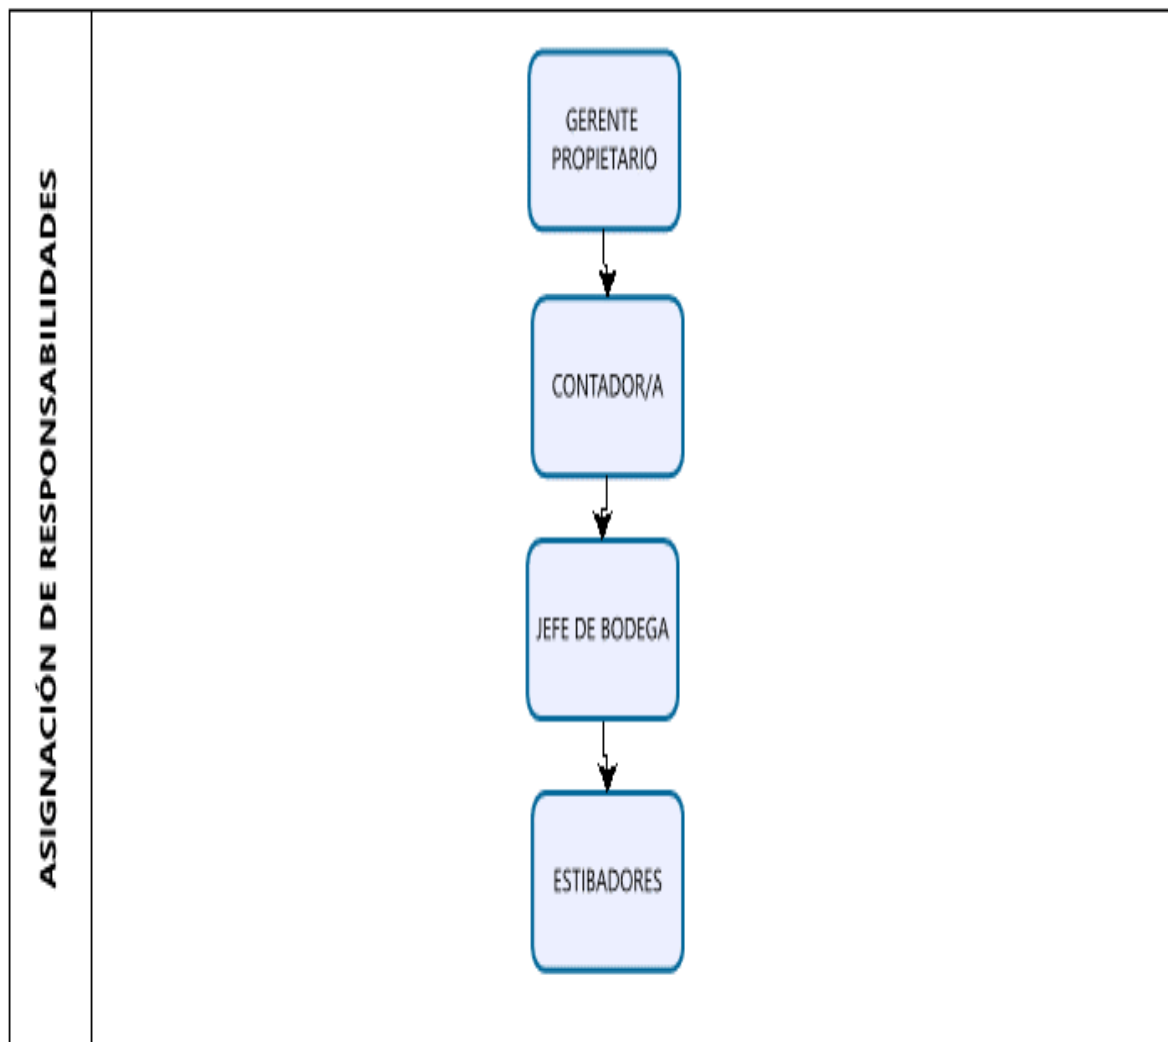 ASIGNACIÓN DE RESPONSABILIDADES
GERENTE
PROPIETARIO
CONTADOR/A
JEFE DE BODEGA
ESTIBADORES